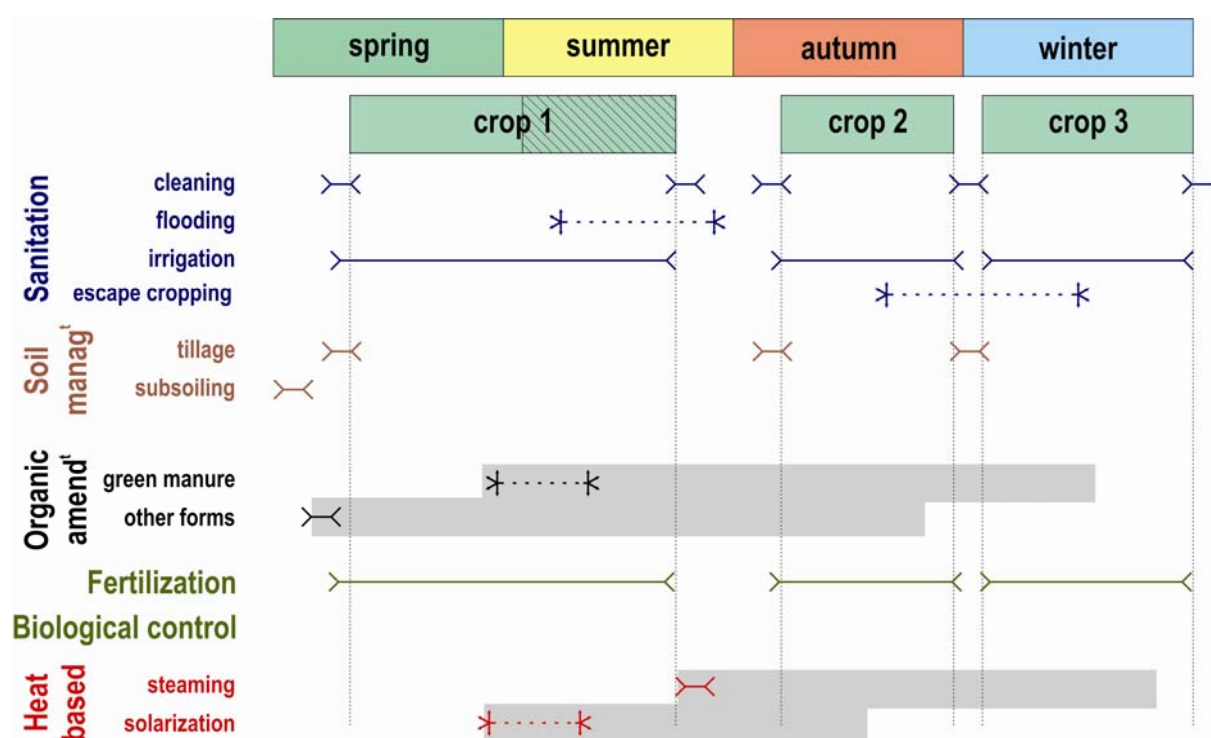 spring summer autumn winter
crop 1 crop 2 crop 3
Sanitation
cleaning
flooding
irrigation
escape cropping
Soil
managt
tillage
subsoiling
Organic
amendt
green manure
other forms
Fertilization
Biological control
Heat
based
steaming
solarization